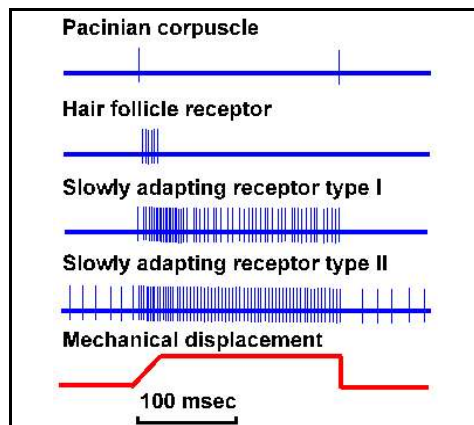 Pacinian corpuscle
Hair follicle receptor
Slowly adapting receptor type I
Slowly adapting receptor type II
Mechanical displacement
100 msec